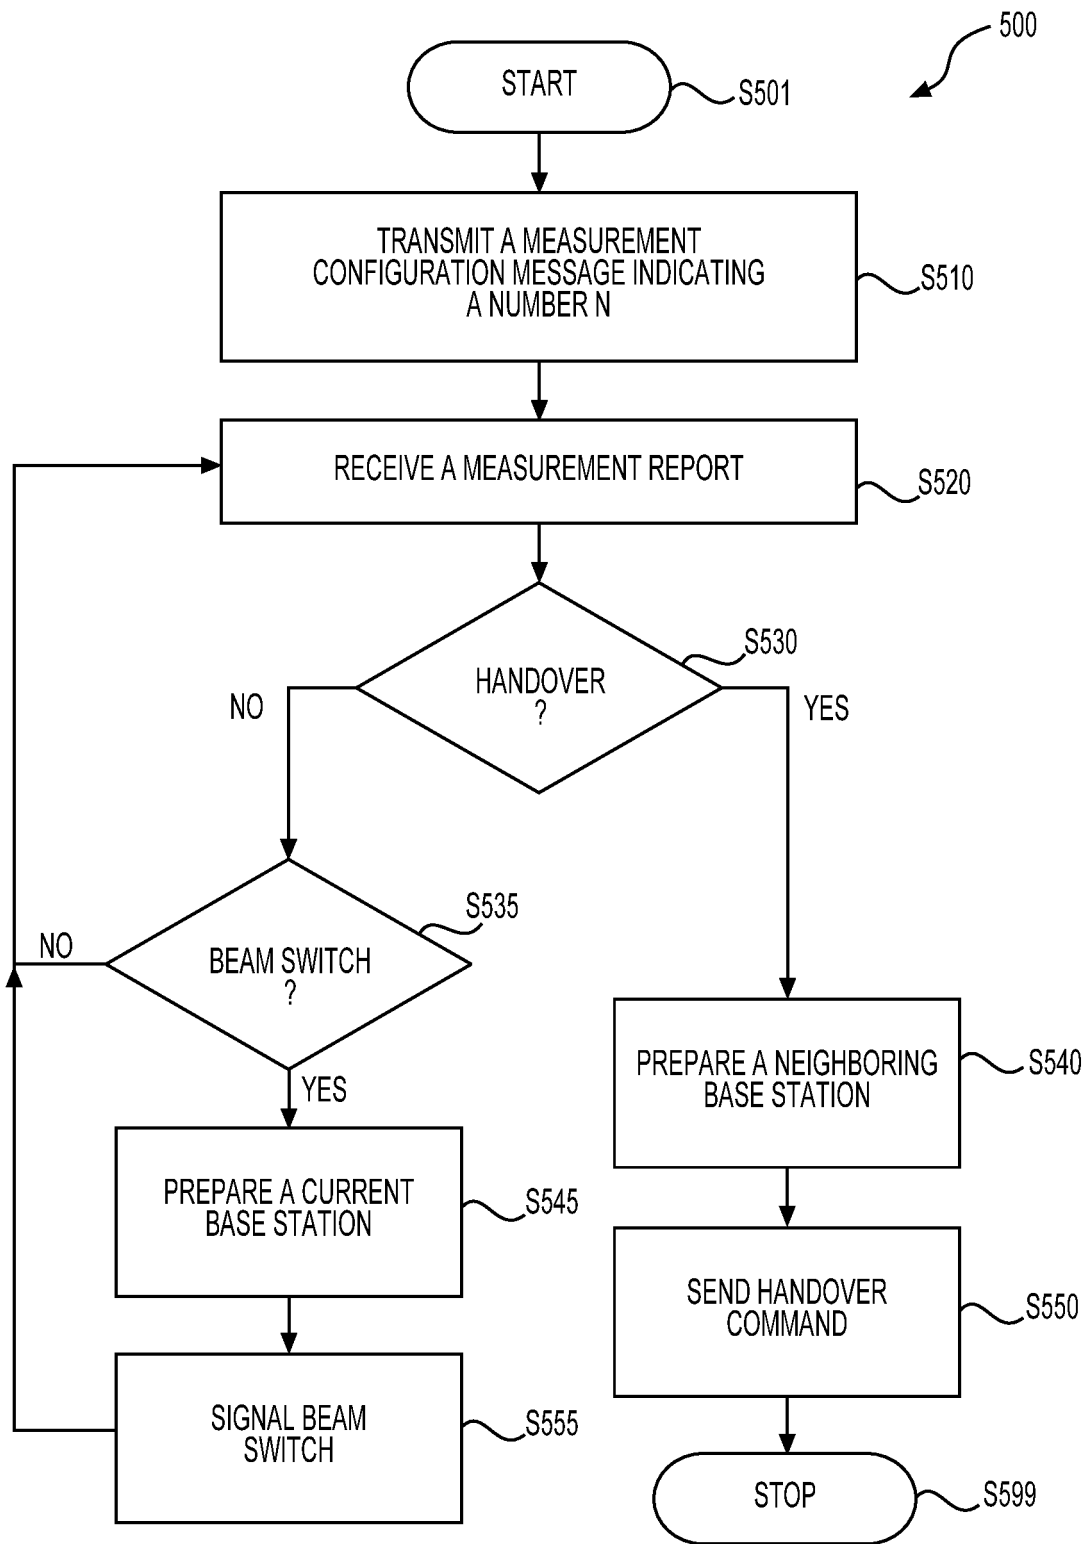 500
START
S501
TRANSMIT A MEASUREMENT
CONFIGURATION MESSAGE INDICATING
A NUMBER N
S510
RECEIVE A MEASUREMENT REPORT
S520
S530
HANDOVER
?
NO
YES
S535
NO
BEAM SWITCH
?
YES
PREPARE A NEIGHBORING
BASE STATION
S540
PREPARE A CURRENT
BASE STATION
S545
SEND HANDOVER
COMMAND
S550
SIGNAL BEAM
SWITCH
S555
STOP
S599